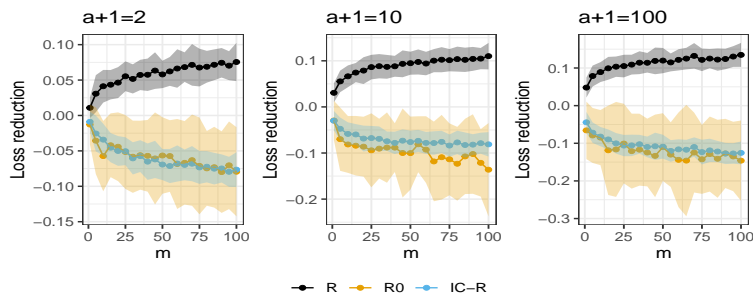 a+1=2
a+1=10
a+1=100
Loss reduction
0.10
0.05
0.00
−0.05
−0.10
−0.15
0 25 50 75 100
m
Loss reduction
0.1
0.0
−0.1
−0.2
0 25 50 75 100
m
Loss reduction
0.1
0.0
−0.1
−0.2
−0.3
0 25 50 75 100
m
R R0 IC−R